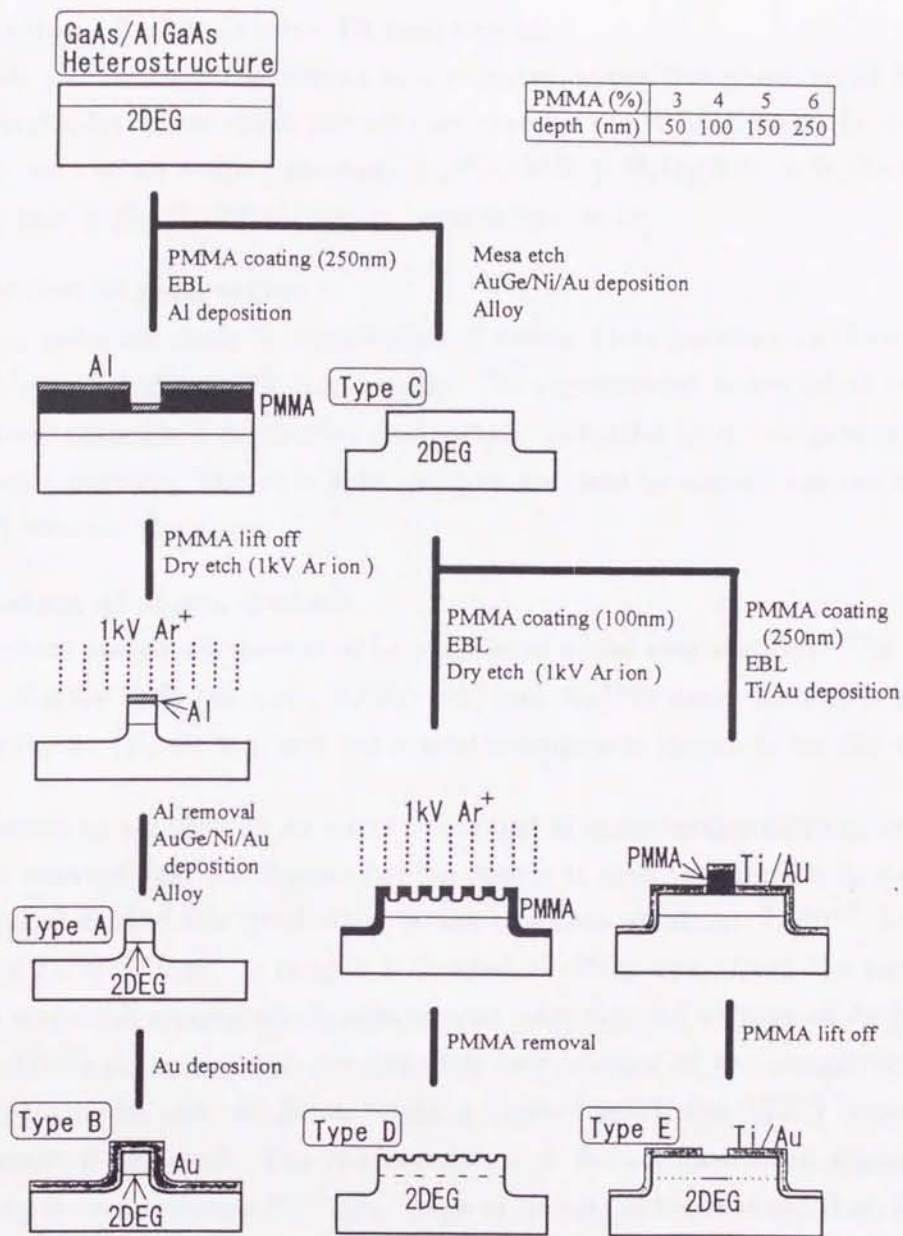 GaAs/AlGaAs
Heterostructure
2DEG
PMMA (%) 3 4 5 6
depth (nm) 50 100 150 250
PMMA coating (250nm)
EBL
Al deposition
Mesa etch
AuGe/Ni/Au deposition
Alloy
Al
PMMA
Type C
2DEG
PMMA lift off
Dry etch (1kV Ar ion )
1kV Ar+
Al
PMMA coating (100nm)
EBL
Dry etch (1kV Ar ion )
PMMA coating
(250nm)
EBL
Ti/Au deposition
Al removal
AuGe/Ni/Au
deposition
Alloy
1kV Ar+
PMMA
PMMA
Ti/Au
Type A
2DEG
Au deposition
PMMA removal
PMMA lift off
Type B
Au
2DEG
Type D
2DEG
Type E
Ti/Au
2DEG